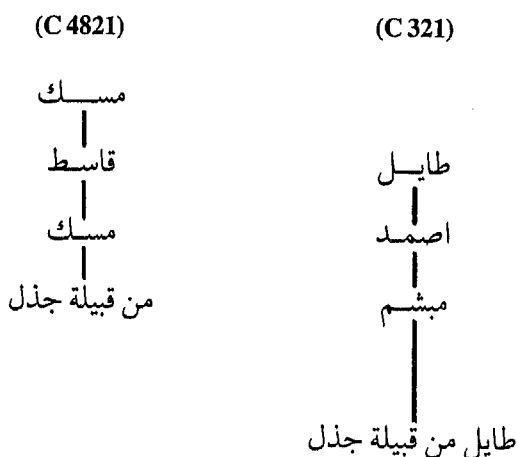 (C 4821)
مسك
قاسط
مسك
من قبيلة جذل
(C 321)
طايل
اصمد
مبشم
طايل من قبيلة جذل